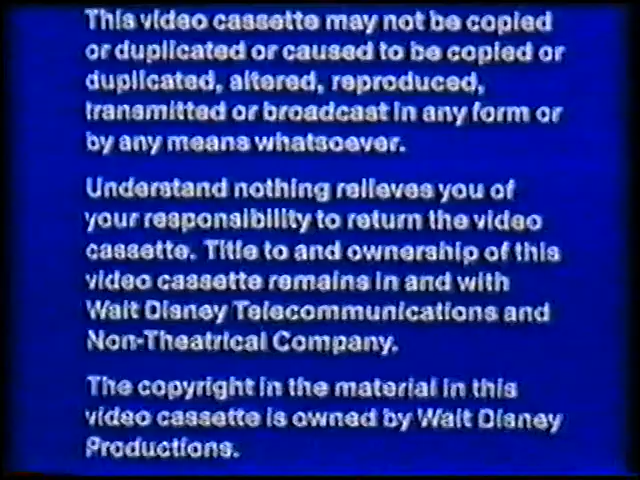 This video cassette may not be copied
or duplicated or caused to be copied or
duplicated, altered, reproduced,
transmitted or broadcast in any form or
by any means whatsoever.
Understand nothing relieves you of
your responsibility to return the video
cassette. Title to and ownership of this
video cassette remains in and with
Walt Disney Telecommunications and
Non-Theatrical Company.
The copyright in the material in this
video cassette is owned by Walt Disney
Productions.